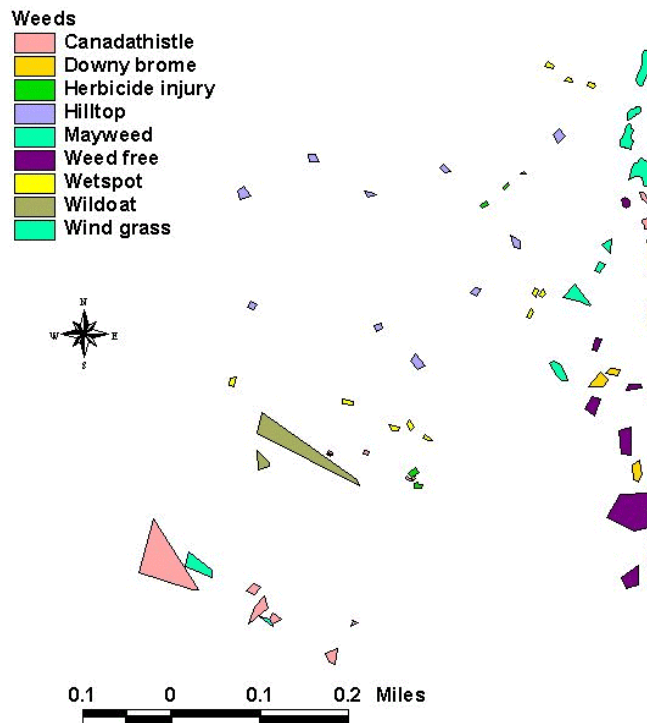 Weeds
Canadathistle
Downy brome
Herbicide injury
Hilltop
Mayweed
Weed free
Wetspot
Wildoat
Wind grass
N
W E
S
0.1 0 0.1 0.2 Miles